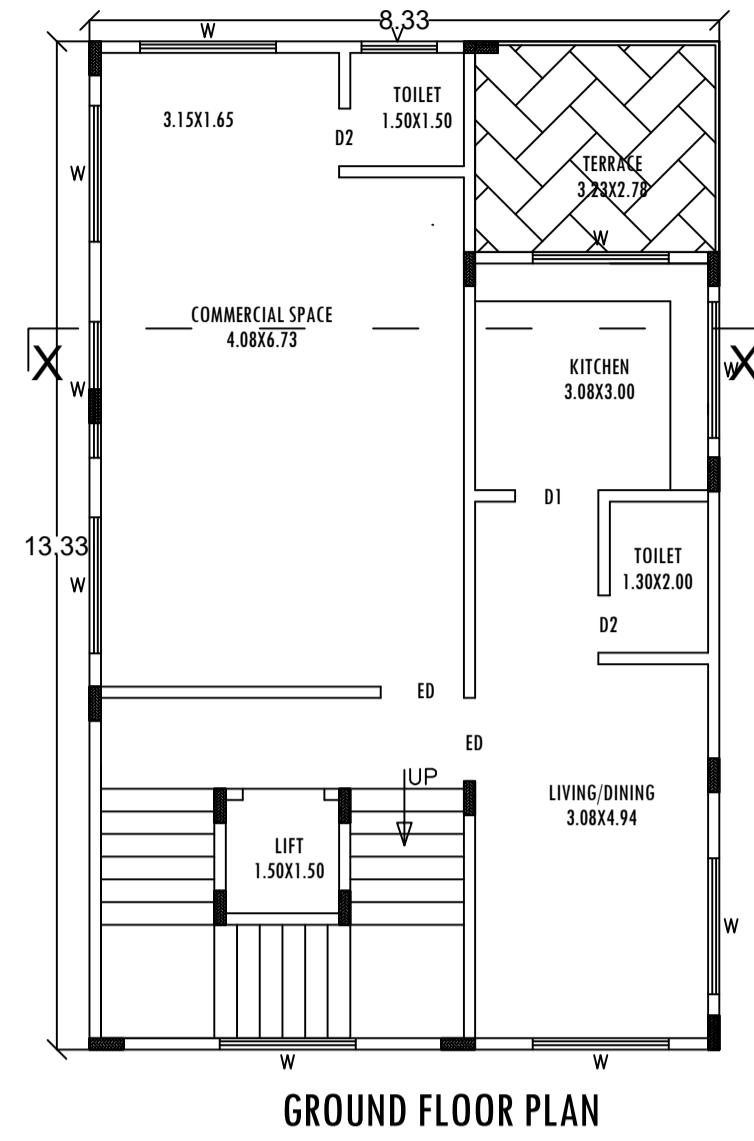 8.33
W
V
TOILET
1.50X1.50
3.15X1.65
D2
W
TERRACE
3.23X2.78
W
COMMERCIAL SPACE
4.08X6.73
X
X
W
KITCHEN
3.08X3.00
W
D1
13.33
W
TOILET
1.30X2.00
D2
ED
ED
UP
LIVING/DINING
3.08X4.94
LIFT
1.50X1.50
W
W
W
GROUND FLOOR PLAN